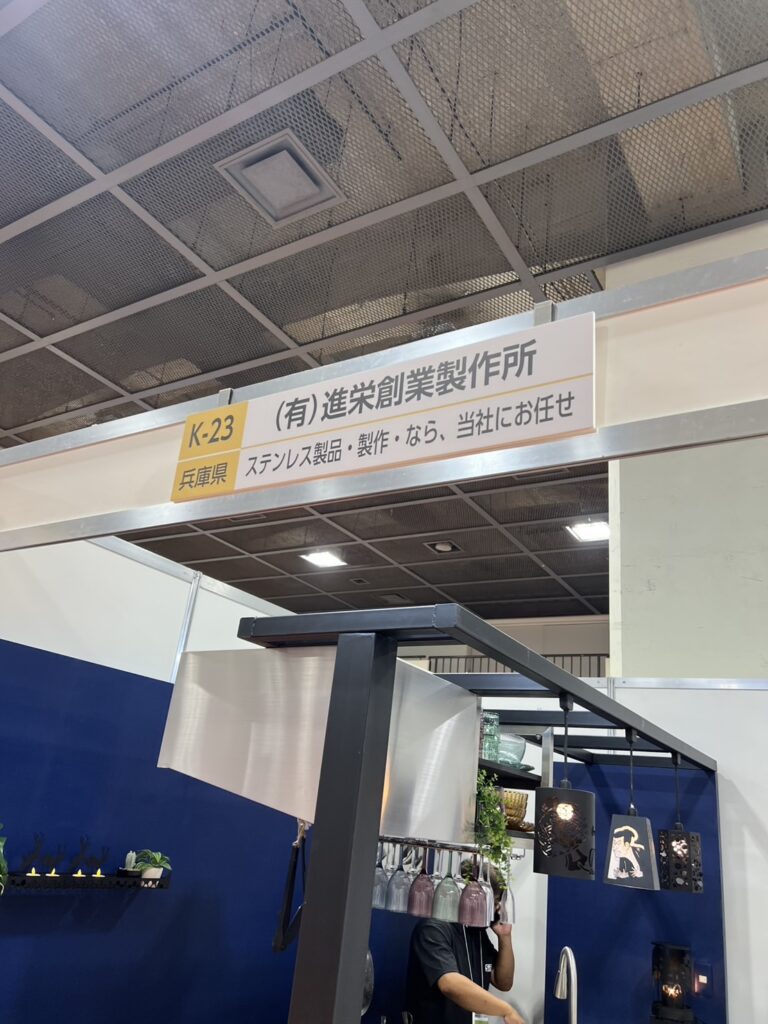 K-23
兵庫県
(有)進栄創業製作所
ステンレス製品・製作・なら、当社にお任せ